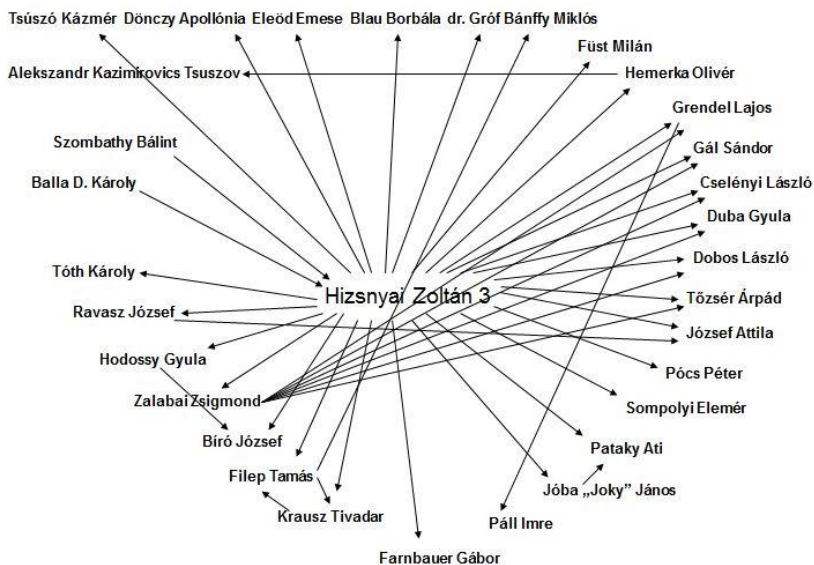 Tsúszó Kázmér Dönczy Apollónia Eleöd Emese Blau Borbála dr. Gróf Bánffy Miklós
Füst Milán
Alekszandr Kazimirovics Tsuszov
Hemerka Olivér
Grendel Lajos
Szombathy Bálint
Gál Sándor
Balla D. Károly
Cselényi László
Duba Gyula
Dobos László
Tóth Károly
Hizsnyai Zoltán 3
Tőzsér Árpád
Ravasz József
József Attila
Hodossy Gyula
Pócs Péter
Zalabai Zsigmond
Sompolyi Elemér
Bíró József
Pataky Ati
Filep Tamás
Jóba „Joky” János
Krausz Tivadar
Páll Imre
Farnbauer Gábor